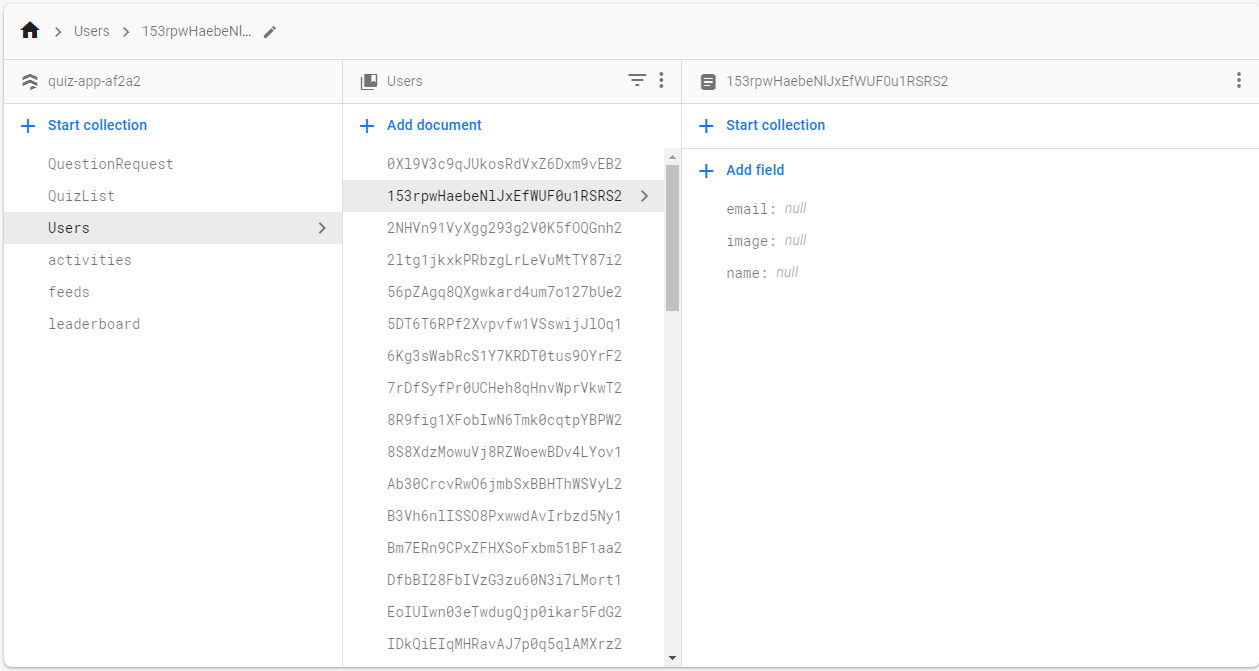 Users
153rpwHaebeNl...
quiz-app-af2a2
Start collection
QuestionRequest
QuizList
Users
activities
feeds
leaderboard
Users
Add document
0Xl9V3c9qJUkosRdVxZ6Dxm9vEB2
153rpwHaebeNlJxEfWUF0u1RSRS2
2NHVn91VyXgg293g2V0K5fOQGnh2
2ltg1jkxkPRbzgLrLeVuMtTY87i2
56pZAgq8QXgwkard4um7o127bUe2
5DT6T6RPf2Xvpvfw1VSswijJlOq1
6Kg3sWabRcS1Y7KRDT0tus9OYrF2
7rDfSyfPr0UCHeh8qHnvWprVkwT2
8R9fig1XFobIwN6Tmk0cqtpYBPW2
8S8XdzMowuVj8RZWoewBDv4LYov1
Ab30CrcvRwO6jmbSxBBHThWSVyL2
B3Vh6nlISSO8PxwwdAvIrbzd5Ny1
Bm7ERn9CPxZFHXSoFxbm51BF1aa2
DfbBI28FbIVzG3zu60N3i7LMort1
EoIUIwn03eTwdugQjp0ikar5FdG2
IDkQiEIqMHRavAJ7p0q5qlAMXrz2
153rpwHaebeNlJxEfWUF0u1RSRS2
Start collection
Add field
email: null
image: null
name: null